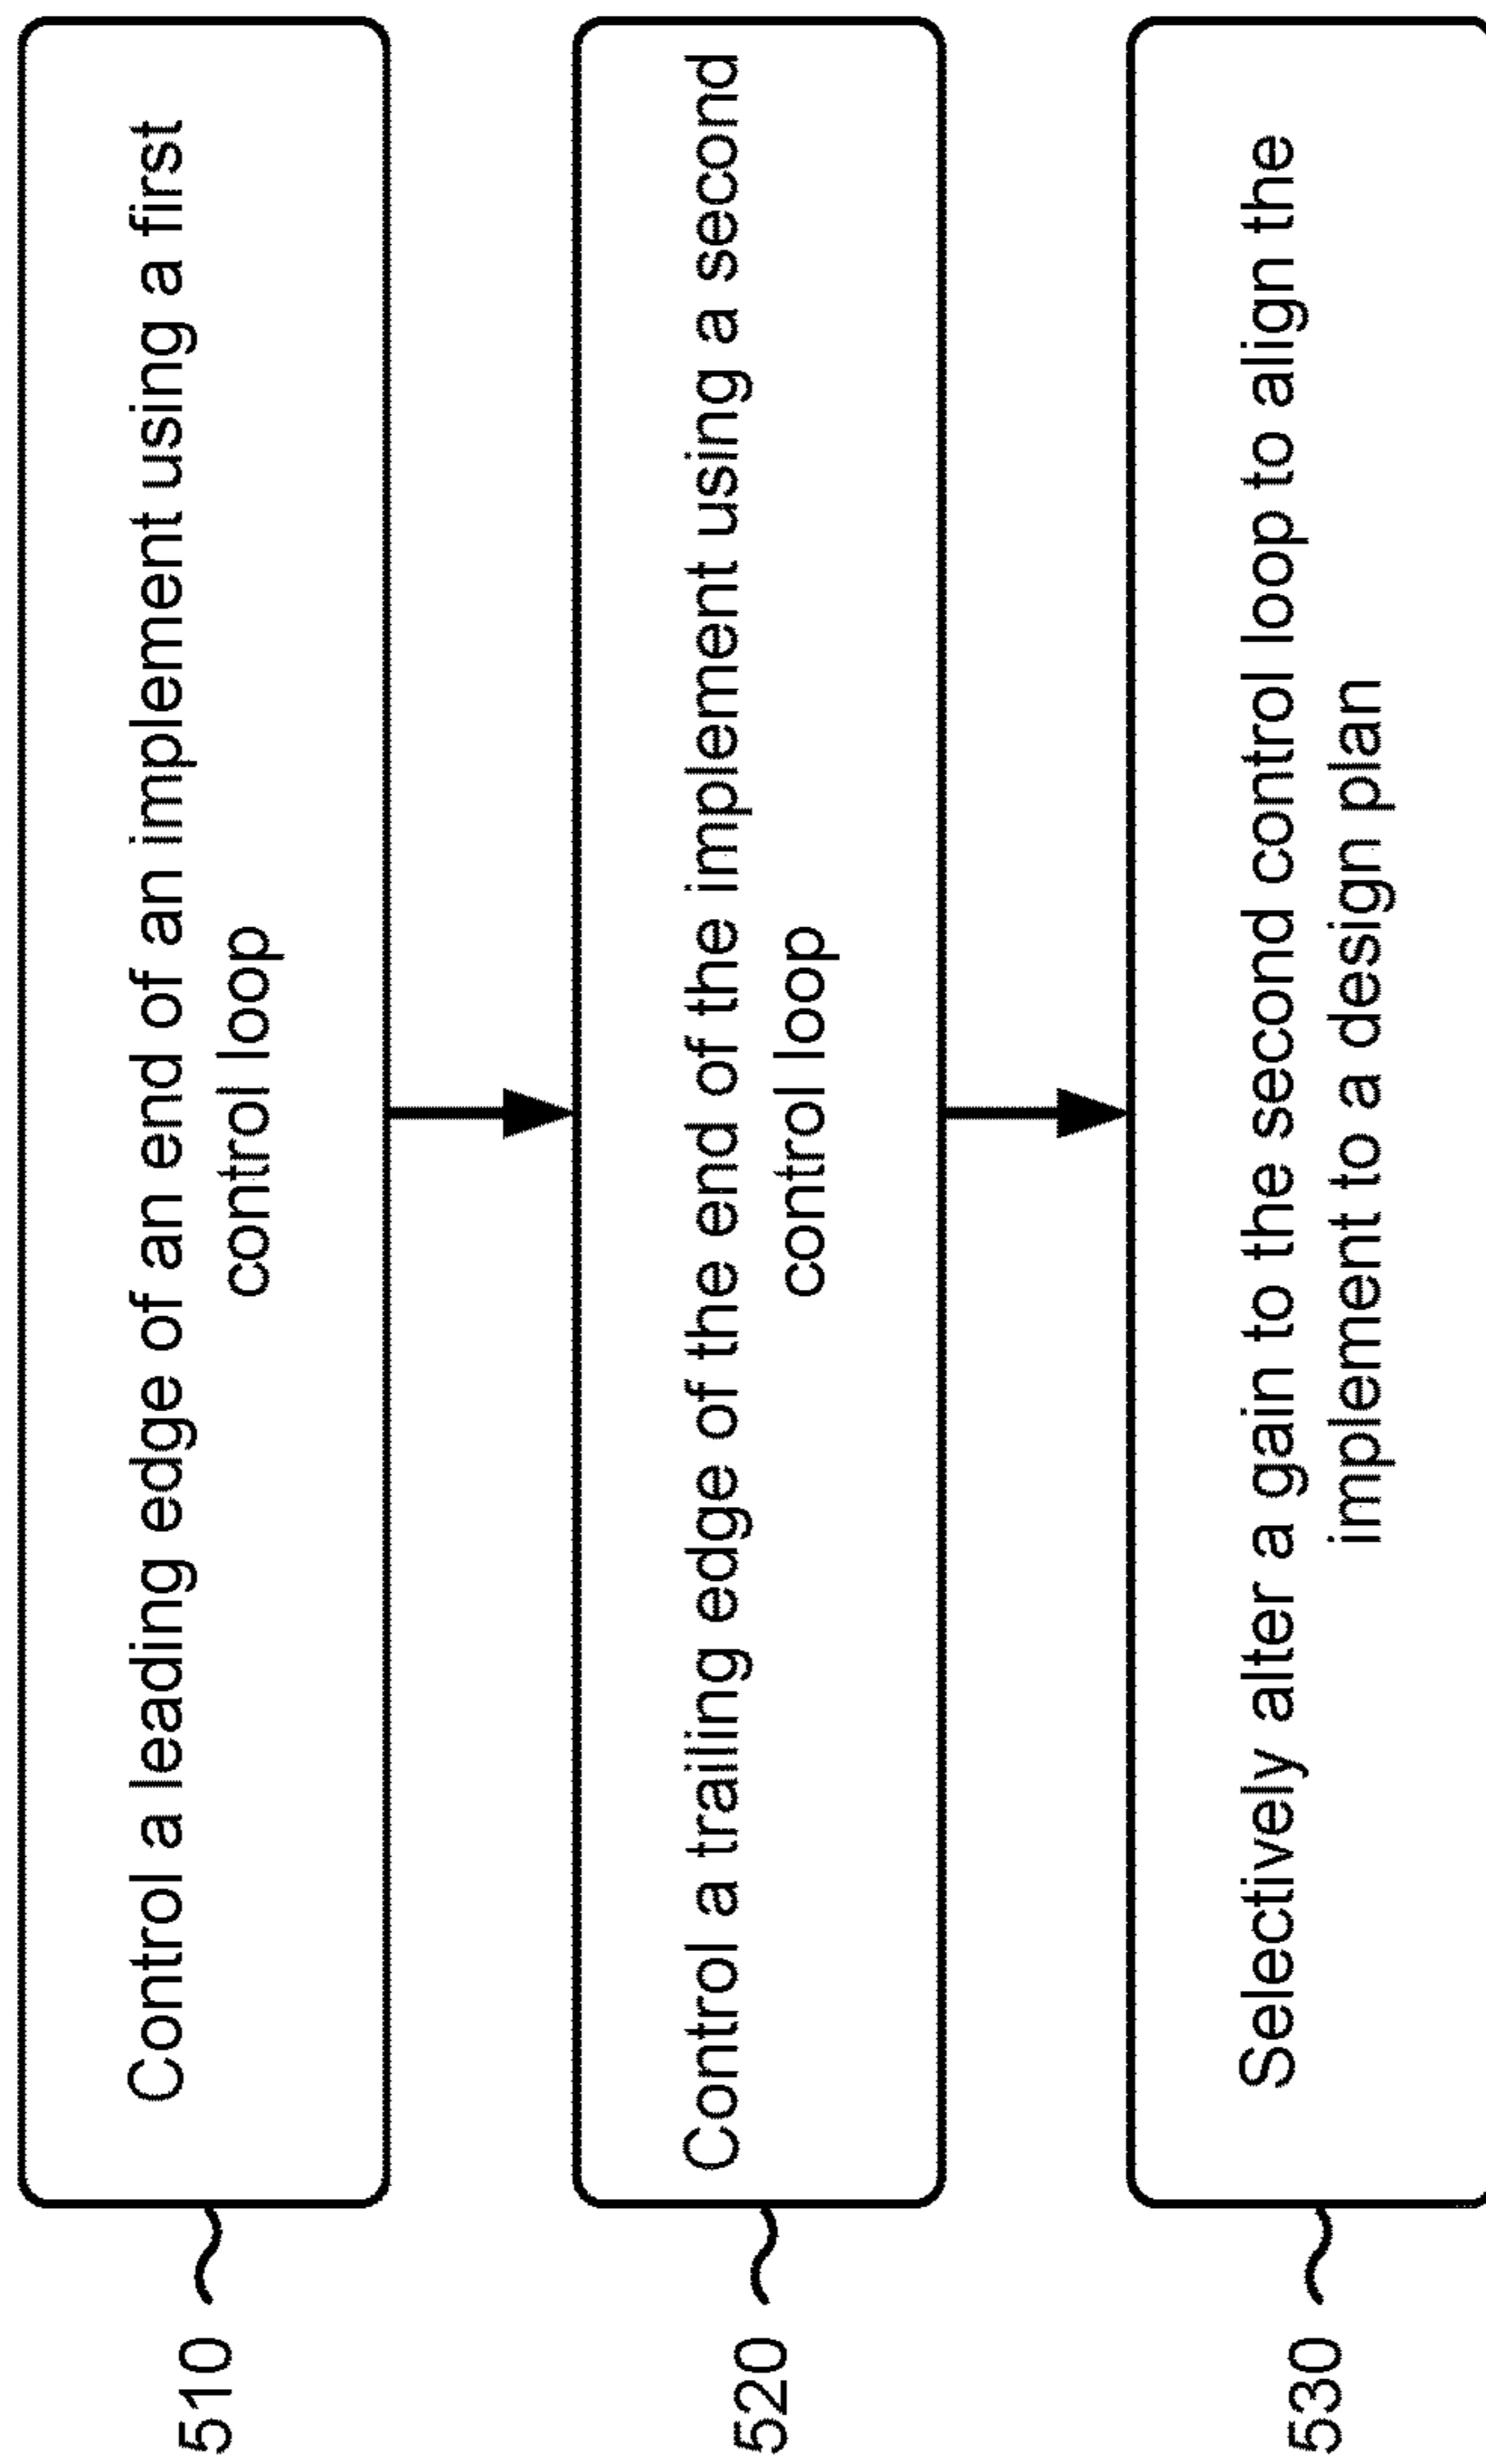 510
Control a leading edge of an end of an implement using a first
control loop
520
Control a trailing edge of the end of the implement using a second
control loop
530
Selectively alter a gain to the second control loop to align the
implement to a design plan